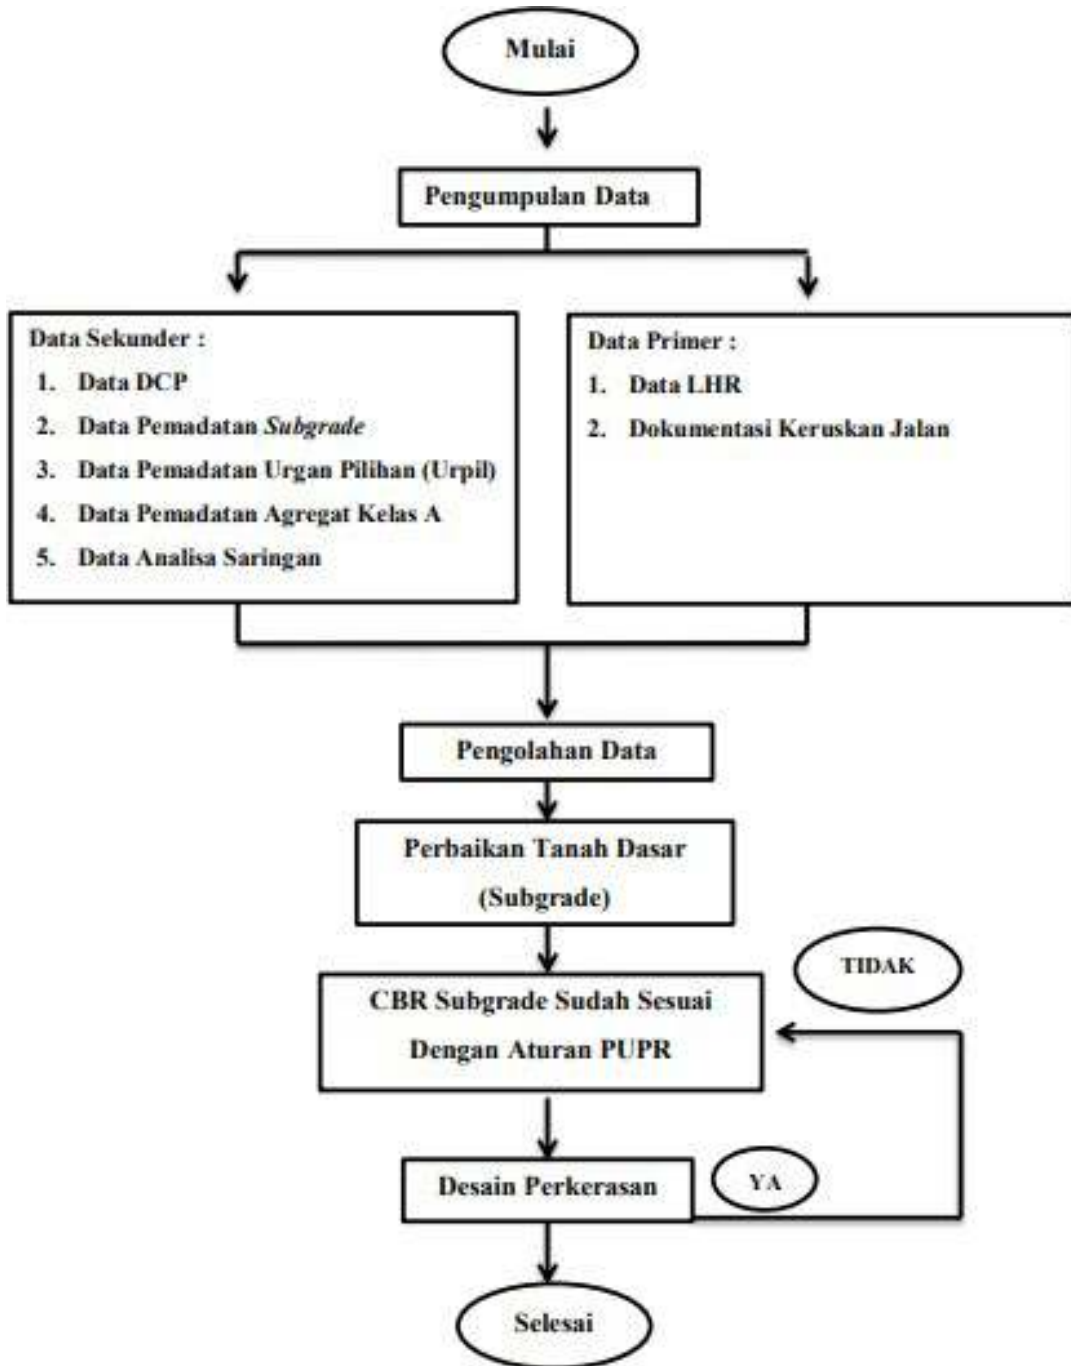 Mulai
Pengumpulan Data
Data Sekunder :
1. Data DCP
2. Data Pemadatan Subgrade
3. Data Pemadatan Urgan Pilihan (Urpil)
4. Data Pemadatan Agregat Kelas A
5. Data Analisa Saringan
Data Primer :
1. Data LHR
2. Dokumentasi Keruskan Jalan
Pengolahan Data
Perbaikan Tanah Dasar
(Subgrade)
TIDAK
CBR Subgrade Sudah Sesuai
Dengan Aturan PUPR
Desain Perkerasan
YA
Selesai